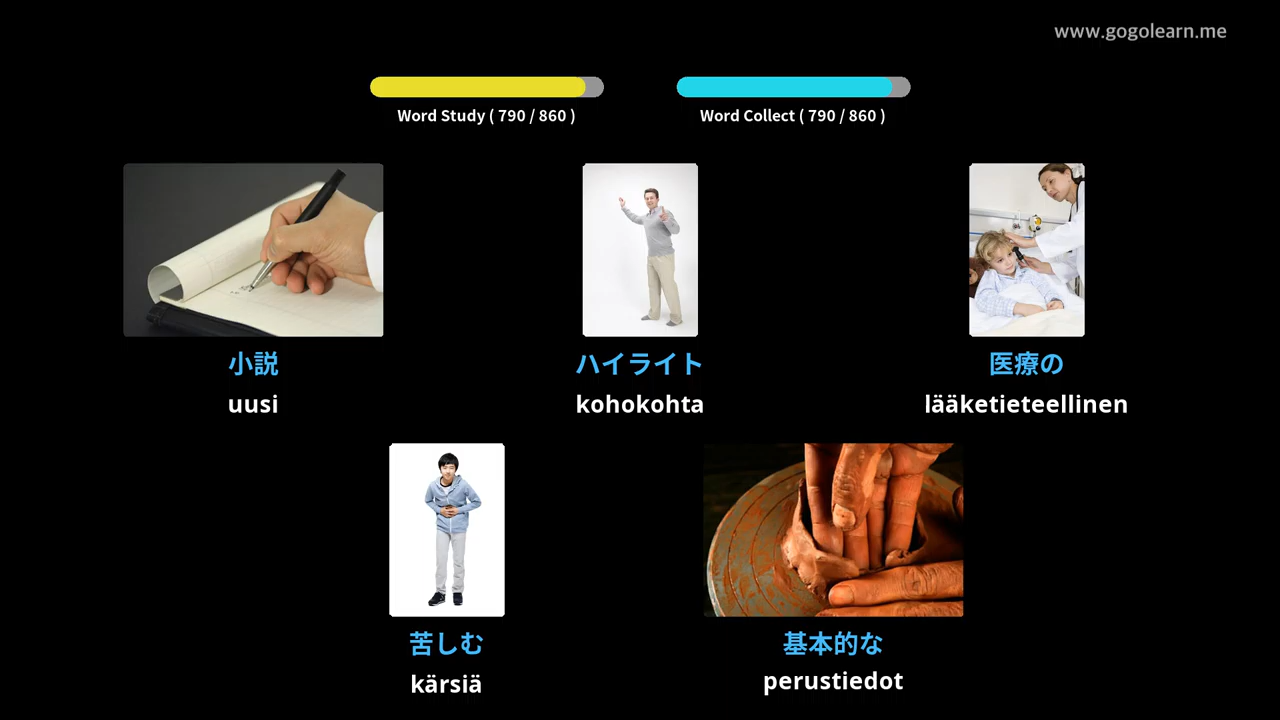 www.gogolearn.me
Word Study ( 790 / 860 )
Word Collect ( 790 / 860 )
小説
uusi
ハイライト
kohokohta
医療の
lääketieteellinen
苦しむ
kärsiä
基本的な
perustiedot